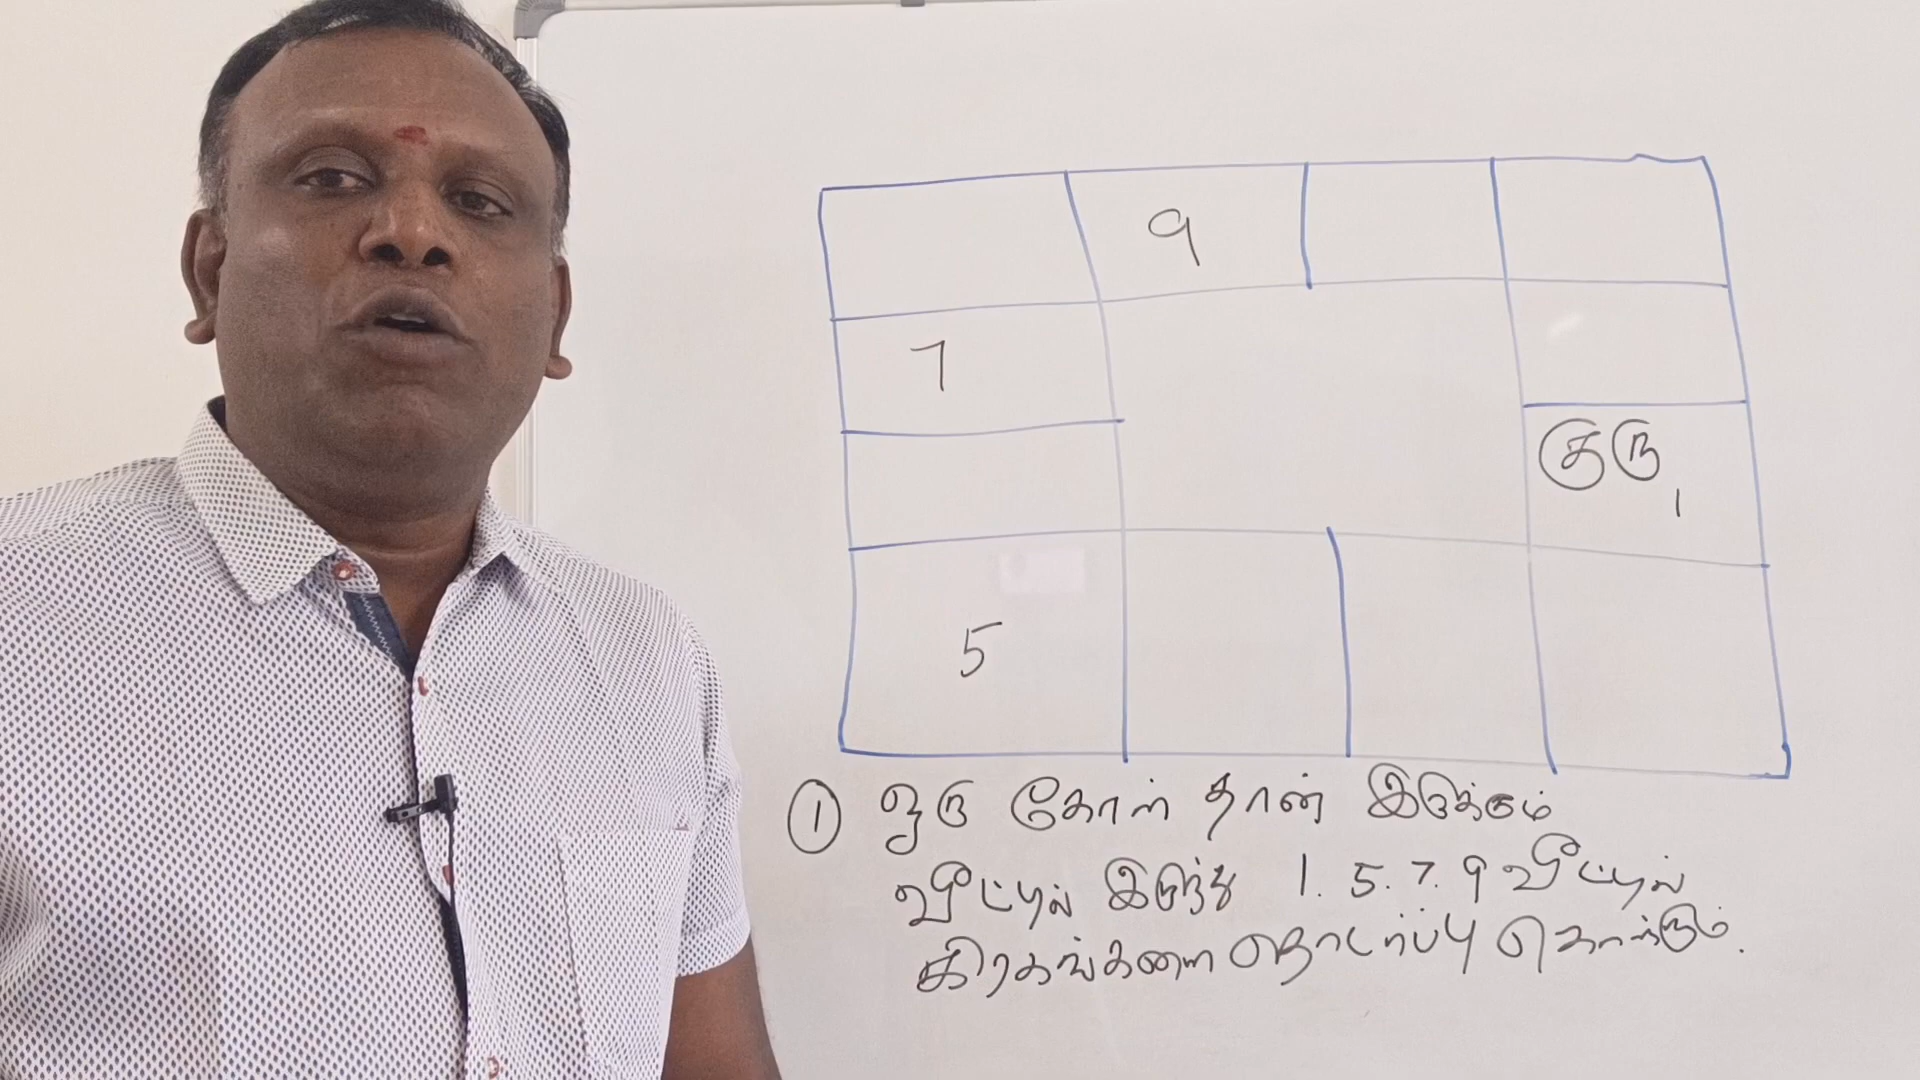 9
7
குரு 1
5
① ஒரு கோள் தான் இருக்கும்
வீட்டில் இருந்து 1. 5. 7. 9 வீட்டில்
கிரகங்களை தொடர்பு கொள்ளும்.